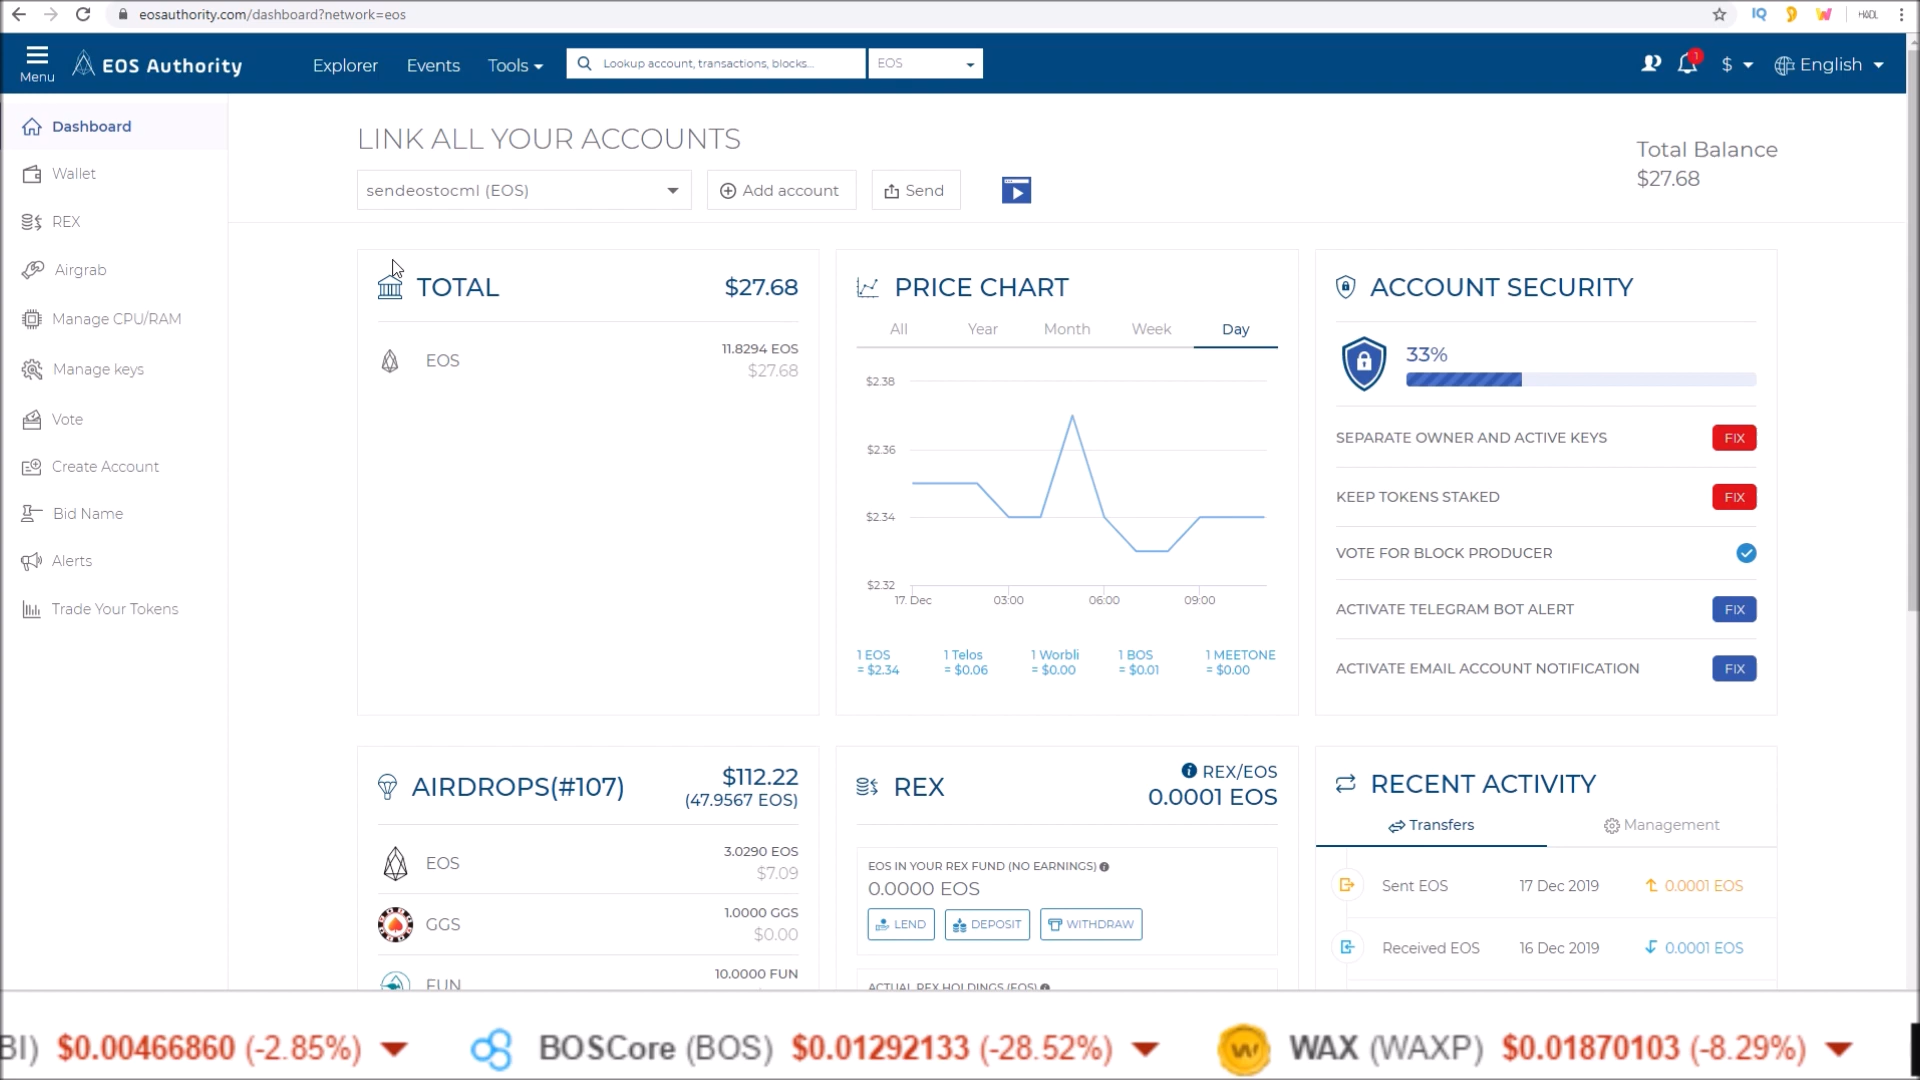 eosauthority.com/dashboard?network=eos
IQ
Menu
EOS Authority
Explorer
Events
Tools
Lookup account, transactions, blocks...
EOS
1
$
English
Dashboard
Wallet
REX
Airgrab
Manage CPU/RAM
Manage keys
Vote
Create Account
Bid Name
Alerts
Trade Your Tokens
LINK ALL YOUR ACCOUNTS
sendeostocml (EOS)
Add account
Send
Total Balance
$27.68
TOTAL
$27.68
EOS
11.8294 EOS
$27.68
PRICE CHART
All
Year
Month
Week
Day
$2.38
$2.36
$2.34
$2.32
17. Dec
03:00
06:00
09:00
1 EOS
= $2.34
1 Telos
= $0.06
1 Worbli
= $0.00
1 BOS
= $0.01
1 MEETONE
= $0.00
ACCOUNT SECURITY
33%
SEPARATE OWNER AND ACTIVE KEYS
FIX
KEEP TOKENS STAKED
FIX
VOTE FOR BLOCK PRODUCER
ACTIVATE TELEGRAM BOT ALERT
FIX
ACTIVATE EMAIL ACCOUNT NOTIFICATION
FIX
AIRDROPS(#107)
$112.22
(47.9567 EOS)
EOS
3.0290 EOS
$7.09
GGS
1.0000 GGS
$0.00
FUN
10.0000 FUN
REX
REX/EOS
0.0001 EOS
EOS IN YOUR REX FUND (NO EARNINGS)
0.0000 EOS
LEND
DEPOSIT
WITHDRAW
ACTUAL REX HOLDINGS (EOS)
RECENT ACTIVITY
Transfers
Management
Sent EOS
17 Dec 2019
0.0001 EOS
Received EOS
16 Dec 2019
0.0001 EOS
BI) $0.00466860 (-2.85%)
BOSCore (BOS) $0.01292133 (-28.52%)
WAX (WAXP) $0.01870103 (-8.29%)